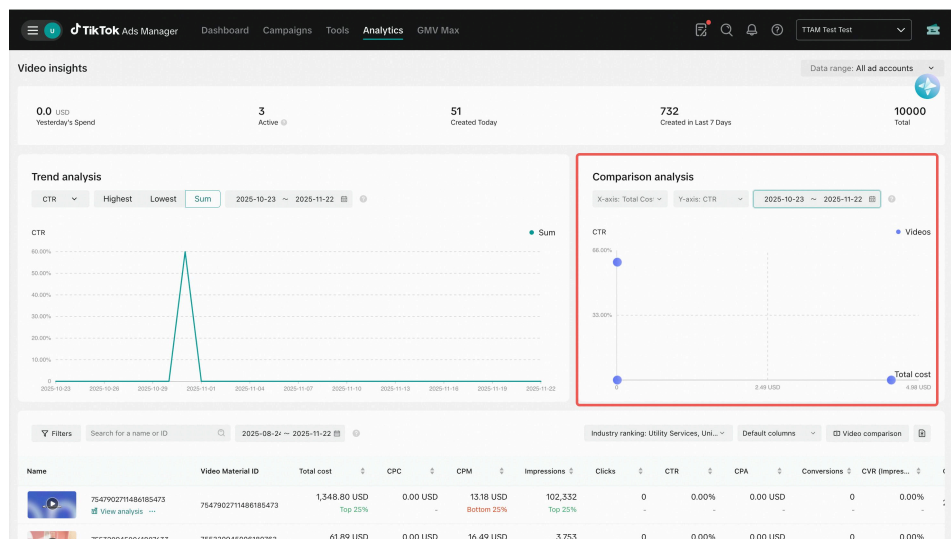 U TikTok Ads Manager Dashboard Campaigns Tools Analytics GMV Max TTAM Test Test
Video insights
Data range: All ad accounts
0.0 USD
Yesterday's Spend
3
Active
51
Created Today
732
Created in Last 7 Days
10000
Total
Trend analysis
CTR Highest Lowest Sum 2025-10-23 ~ 2025-11-22
CTR
Sum
60.00%
50.00%
40.00%
30.00%
20.00%
10.00%
0
2025-10-23 2025-10-26 2025-10-29 2025-11-01 2025-11-04 2025-11-07 2025-11-10 2025-11-13 2025-11-16 2025-11-19 2025-11-22
Comparison analysis
X-axis: Total Cos Y-axis: CTR 2025-10-23 ~ 2025-11-22
CTR
Videos
66.00%
33.00%
Total cost
0 2.49 USD 4.98 USD
Filters Search for a name or ID 2025-08-24 ~ 2025-11-22 Industry ranking: Utility Services, Uni... Default columns Video comparison
Name Video Material ID Total cost CPC CPM Impressions Clicks CTR CPA Conversions CVR (Impres...
7547902711486185473 7547902711486185473 1,348.80 USD 0.00 USD 13.18 USD 102,332 0 0.00% 0.00 USD 0 0.00%
View analysis ... Top 25% - Bottom 25% Top 25% - - - - -
61.89 USD 0.00 USD 16.49 USD 3,753 0 0.00% 0.00 USD 0 0.00%